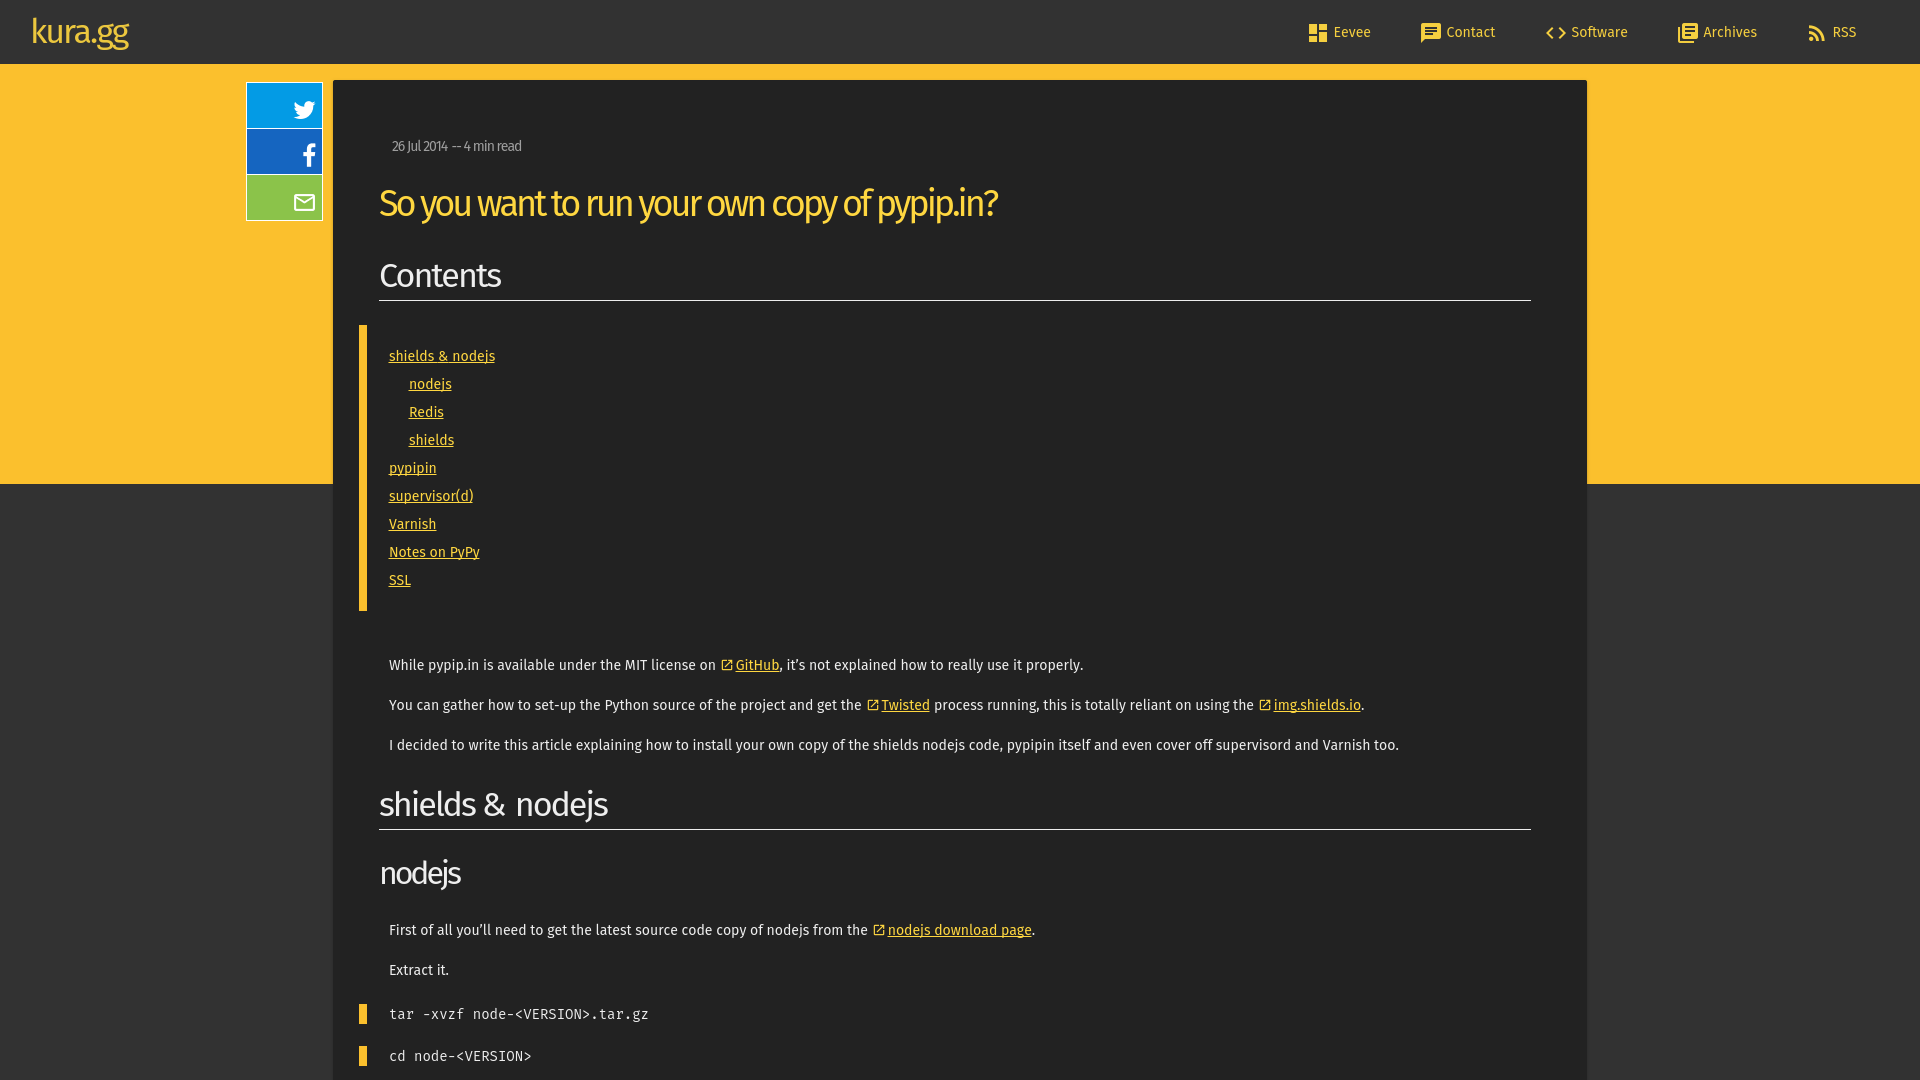 kura.gg
Eevee
Contact
Software
Archives
RSS
26 Jul 2014 -- 4 min read
So you want to run your own copy of pypip.in?
Contents
shields & nodejs
nodejs
Redis
shields
pypipin
supervisor(d)
Varnish
Notes on PyPy
SSL
While pypip.in is available under the MIT license on GitHub, it’s not explained how to really use it properly.
You can gather how to set-up the Python source of the project and get the Twisted process running, this is totally reliant on using the img.shields.io.
I decided to write this article explaining how to install your own copy of the shields nodejs code, pypipin itself and even cover off supervisord and Varnish too.
shields & nodejs
nodejs
First of all you’ll need to get the latest source code copy of nodejs from the nodejs download page.
Extract it.
tar -xvzf node-<VERSION>.tar.gz
cd node-<VERSION>